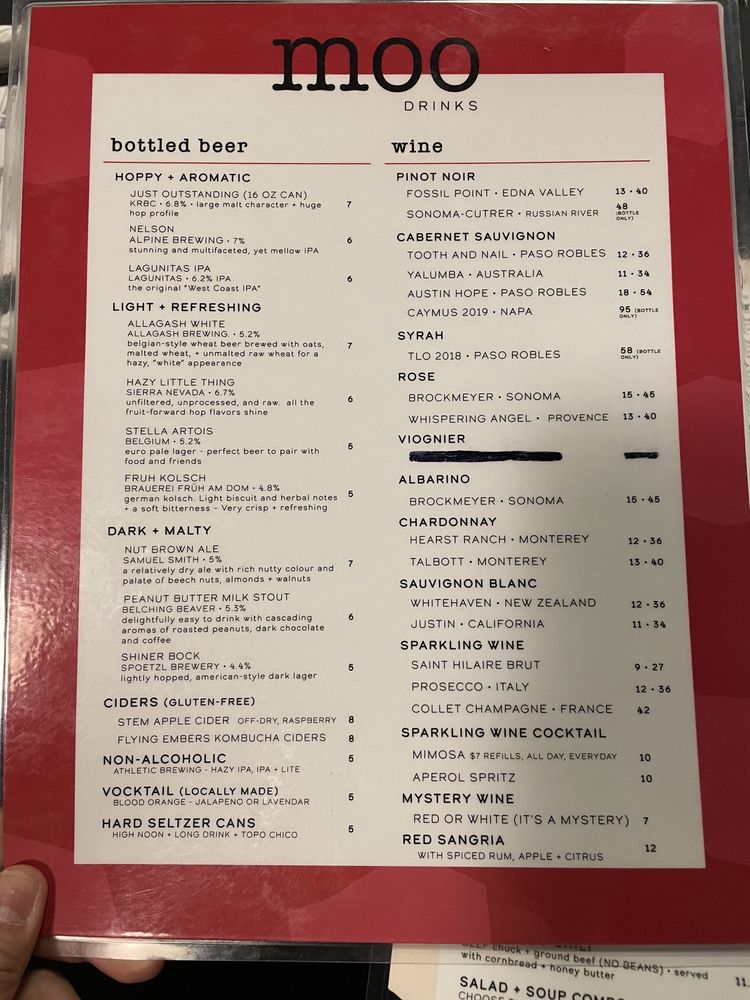 moo
DRINKS
bottled beer
HOPPY + AROMATIC
JUST OUTSTANDING (16 OZ CAN)
KRBC • 6.8% • large malt character + huge 7
hop profile
NELSON
ALPINE BREWING • 7% 6
stunning and multifaceted, yet mellow IPA
LAGUNITAS IPA
LAGUNITAS • 6.2% IPA 6
the original "West Coast IPA"
LIGHT + REFRESHING
ALLAGASH WHITE
ALLAGASH BREWING. • 5.2%
belgian-style wheat beer brewed with oats, 7
malted wheat, + unmalted raw wheat for a
hazy, "white" appearance
HAZY LITTLE THING
SIERRA NEVADA • 6.7%
unfiltered, unprocessed, and raw. all the 6
fruit-forward hop flavors shine
STELLA ARTOIS
BELGIUM • 5.2%
euro pale lager - perfect beer to pair with 5
food and friends
FRUH KOLSCH
BRAUEREI FRÜH AM DOM • 4.8%
german kolsch. Light biscuit and herbal notes 5
+ a soft bitterness - Very crisp + refreshing
DARK + MALTY
NUT BROWN ALE
SAMUEL SMITH • 5%
a relatively dry ale with rich nutty colour and 7
palate of beech nuts, almonds + walnuts
PEANUT BUTTER MILK STOUT
BELCHING BEAVER • 5.3%
delightfully easy to drink with cascading 6
aromas of roasted peanuts, dark chocolate
and coffee
SHINER BOCK
SPOETZL BREWERY • 4.4% 5
lightly hopped, american-style dark lager
CIDERS (GLUTEN-FREE)
STEM APPLE CIDER OFF-DRY, RASPBERRY 8
FLYING EMBERS KOMBUCHA CIDERS 8
NON-ALCOHOLIC 5
ATHLETIC BREWING - HAZY IPA, IPA + LITE
VOCKTAIL (LOCALLY MADE)
BLOOD ORANGE - JALAPENO OR LAVENDAR 5
HARD SELTZER CANS
HIGH NOON + LONG DRINK + TOPO CHICO 5
wine
PINOT NOIR
FOSSIL POINT • EDNA VALLEY 13 • 40
SONOMA-CUTRER • RUSSIAN RIVER 48 (BOTTLE ONLY)
CABERNET SAUVIGNON
TOOTH AND NAIL • PASO ROBLES 12 • 36
YALUMBA • AUSTRALIA 11 • 34
AUSTIN HOPE • PASO ROBLES 18 • 54
CAYMUS 2019 • NAPA 95 (BOTTLE ONLY)
SYRAH
TLO 2018 • PASO ROBLES 58 (BOTTLE ONLY)
ROSE
BROCKMEYER • SONOMA 15 • 45
WHISPERING ANGEL • PROVENCE 13 • 40
VIOGNIER
ALBARINO
BROCKMEYER • SONOMA 15 • 45
CHARDONNAY
HEARST RANCH • MONTEREY 12 • 36
TALBOTT • MONTEREY 13 • 40
SAUVIGNON BLANC
WHITEHAVEN • NEW ZEALAND 12 • 36
JUSTIN • CALIFORNIA 11 • 34
SPARKLING WINE
SAINT HILAIRE BRUT 9 • 27
PROSECCO • ITALY 12 • 36
COLLET CHAMPAGNE • FRANCE 42
SPARKLING WINE COCKTAIL
MIMOSA $7 REFILLS, ALL DAY, EVERYDAY 10
APEROL SPRITZ 10
MYSTERY WINE
RED OR WHITE (IT'S A MYSTERY) 7
RED SANGRIA
WITH SPICED RUM, APPLE + CITRUS 12
BEEF chuck + ground beef (NO BEANS) • served
with cornbread + honey butter 11.
SALAD + SOUP